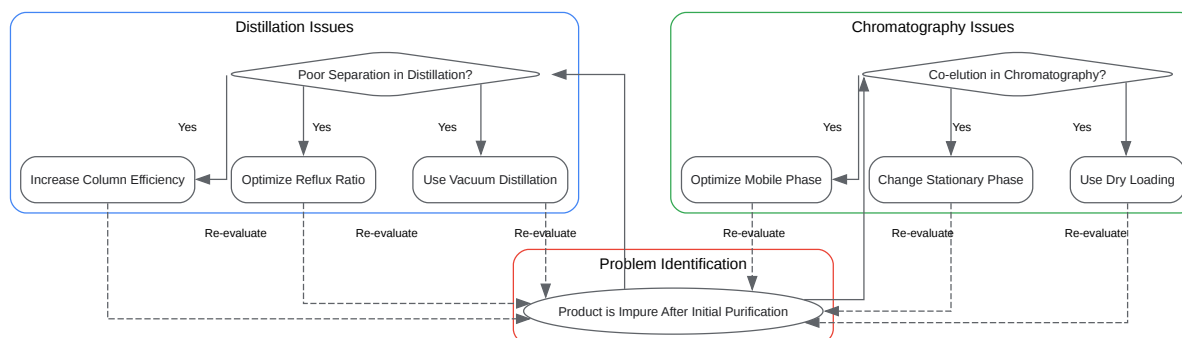 Distillation Issues
Chromatography Issues
Poor Separation in Distillation?
Co-elution in Chromatography?
Yes
Yes
Yes
Yes
Yes
Yes
Increase Column Efficiency
Optimize Reflux Ratio
Use Vacuum Distillation
Optimize Mobile Phase
Change Stationary Phase
Use Dry Loading
Re-evaluate
Re-evaluate
Re-evaluate
Re-evaluate
Re-evaluate
Re-evaluate
Problem Identification
Product is Impure After Initial Purification